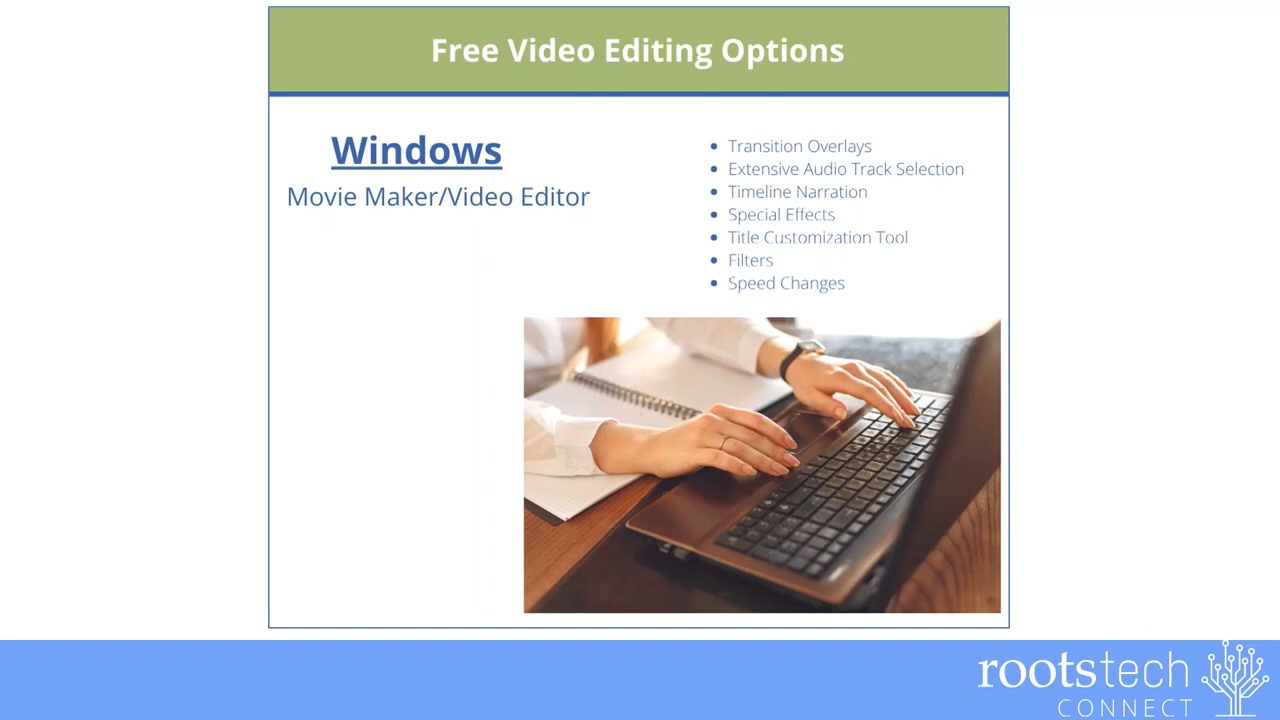 Free Video Editing Options
Windows
Movie Maker/Video Editor
Transition Overlays
Extensive Audio Track Selection
Timeline Narration
Special Effects
Title Customization Tool
Filters
Speed Changes
rootstech
CONNECT